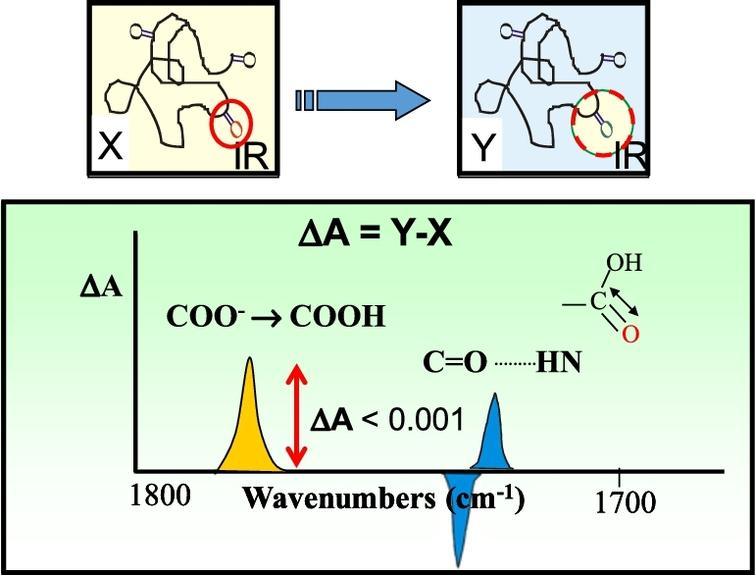 X
IR
Y
IR
ΔA = Y-X
ΔA
COO⁻ → COOH
OH
C
O
C=O ········HN
ΔA < 0.001
1800
Wavenumbers (cm⁻¹)
1700